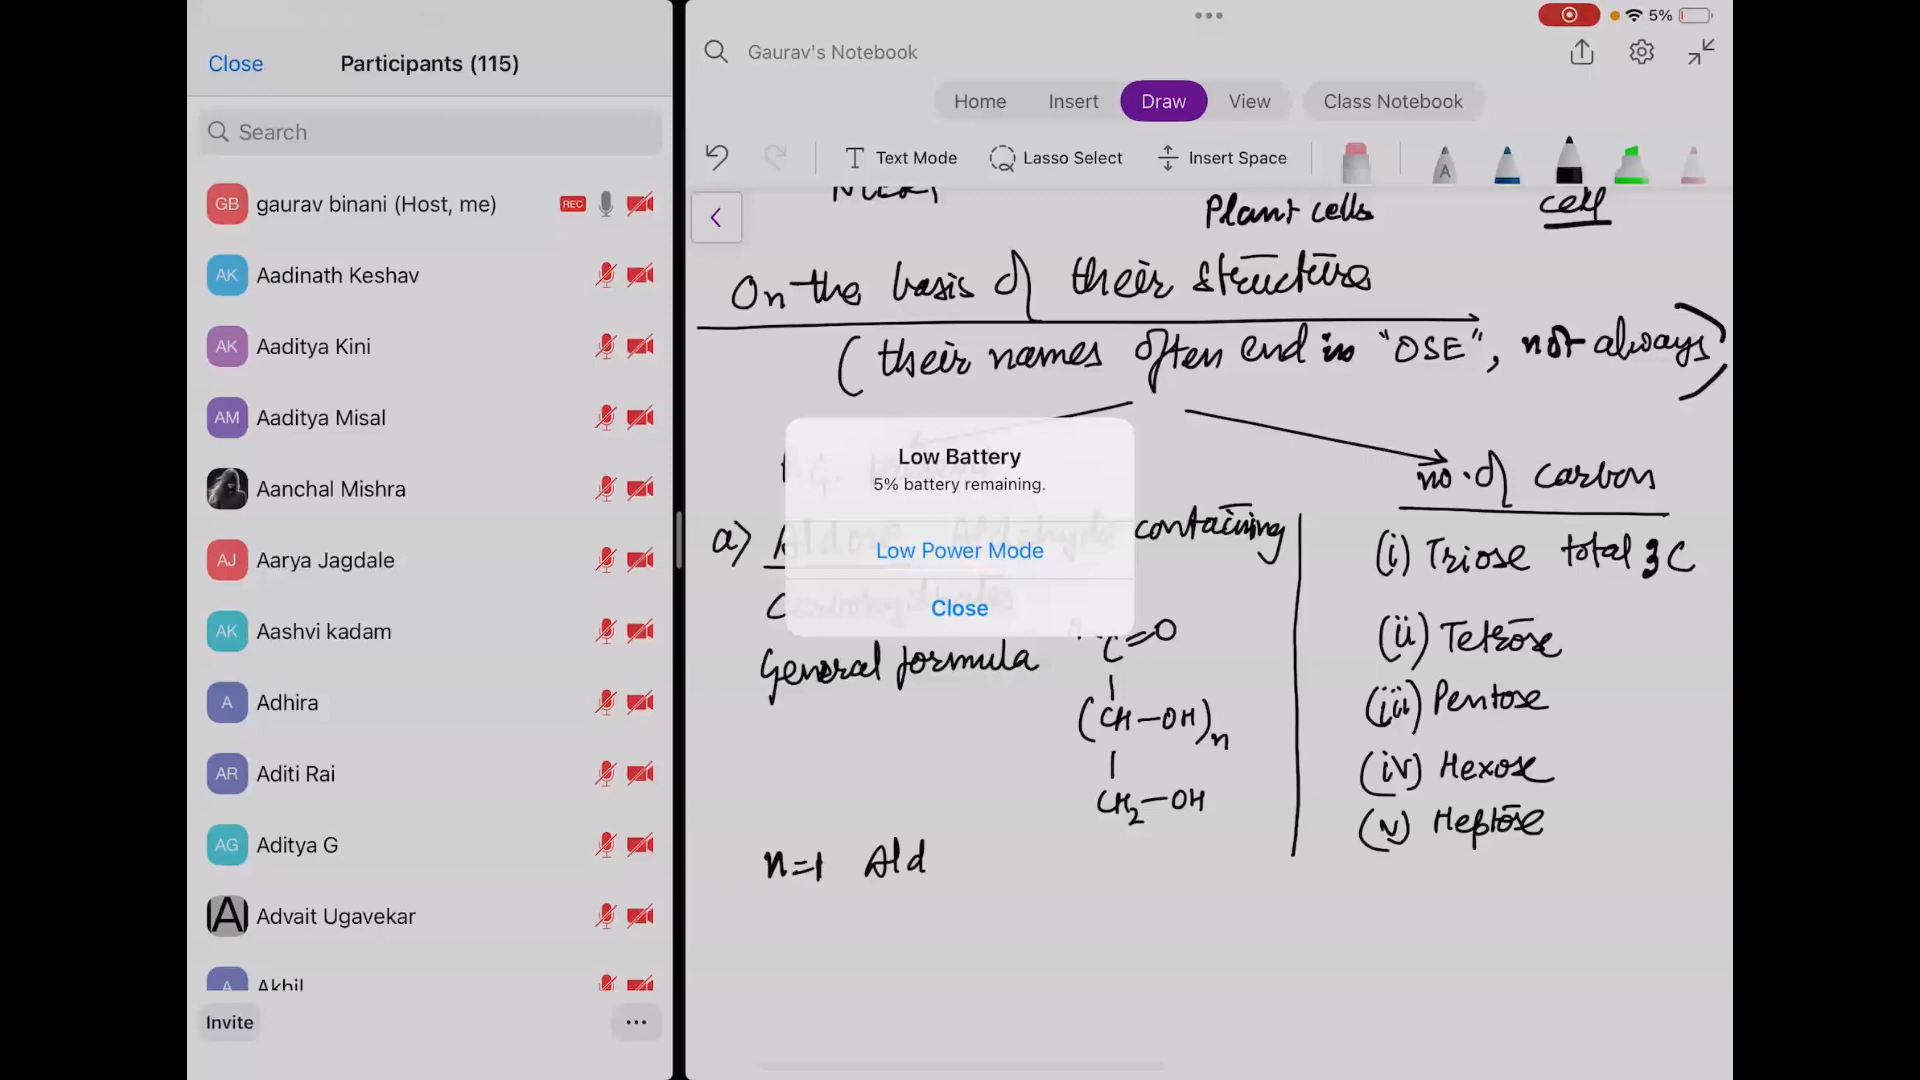 5%
Close
Participants (115)
Search
GB gaurav binani (Host, me) REC
AK Aadinath Keshav
AK Aaditya Kini
AM Aaditya Misal
Aanchal Mishra
AJ Aarya Jagdale
AK Aashvi kadam
A Adhira
AR Aditi Rai
AG Aditya G
A Advait Ugavekar
A Akhil
Invite
Gaurav's Notebook
Home Insert Draw View Class Notebook
T Text Mode Lasso Select Insert Space A
Plant cells
cell
On the basis of their structure
(their names often end in "OSE", not always)
Low Battery
5% battery remaining.
Low Power Mode
Close
a) Aldose Aldehyde containing
General formula
C=O
(CH-OH)n
CH2-OH
n=1 Ald
no. of carbon
(i) Triose total 3C
(ii) Tetrose
(iii) Pentose
(iv) Hexose
(v) Heptose